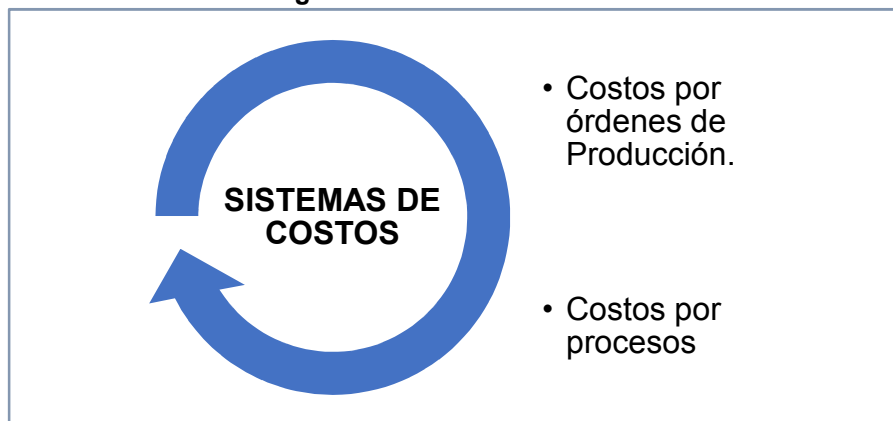 SISTEMAS DE
COSTOS
• Costos por
órdenes de
Producción.
• Costos por
procesos